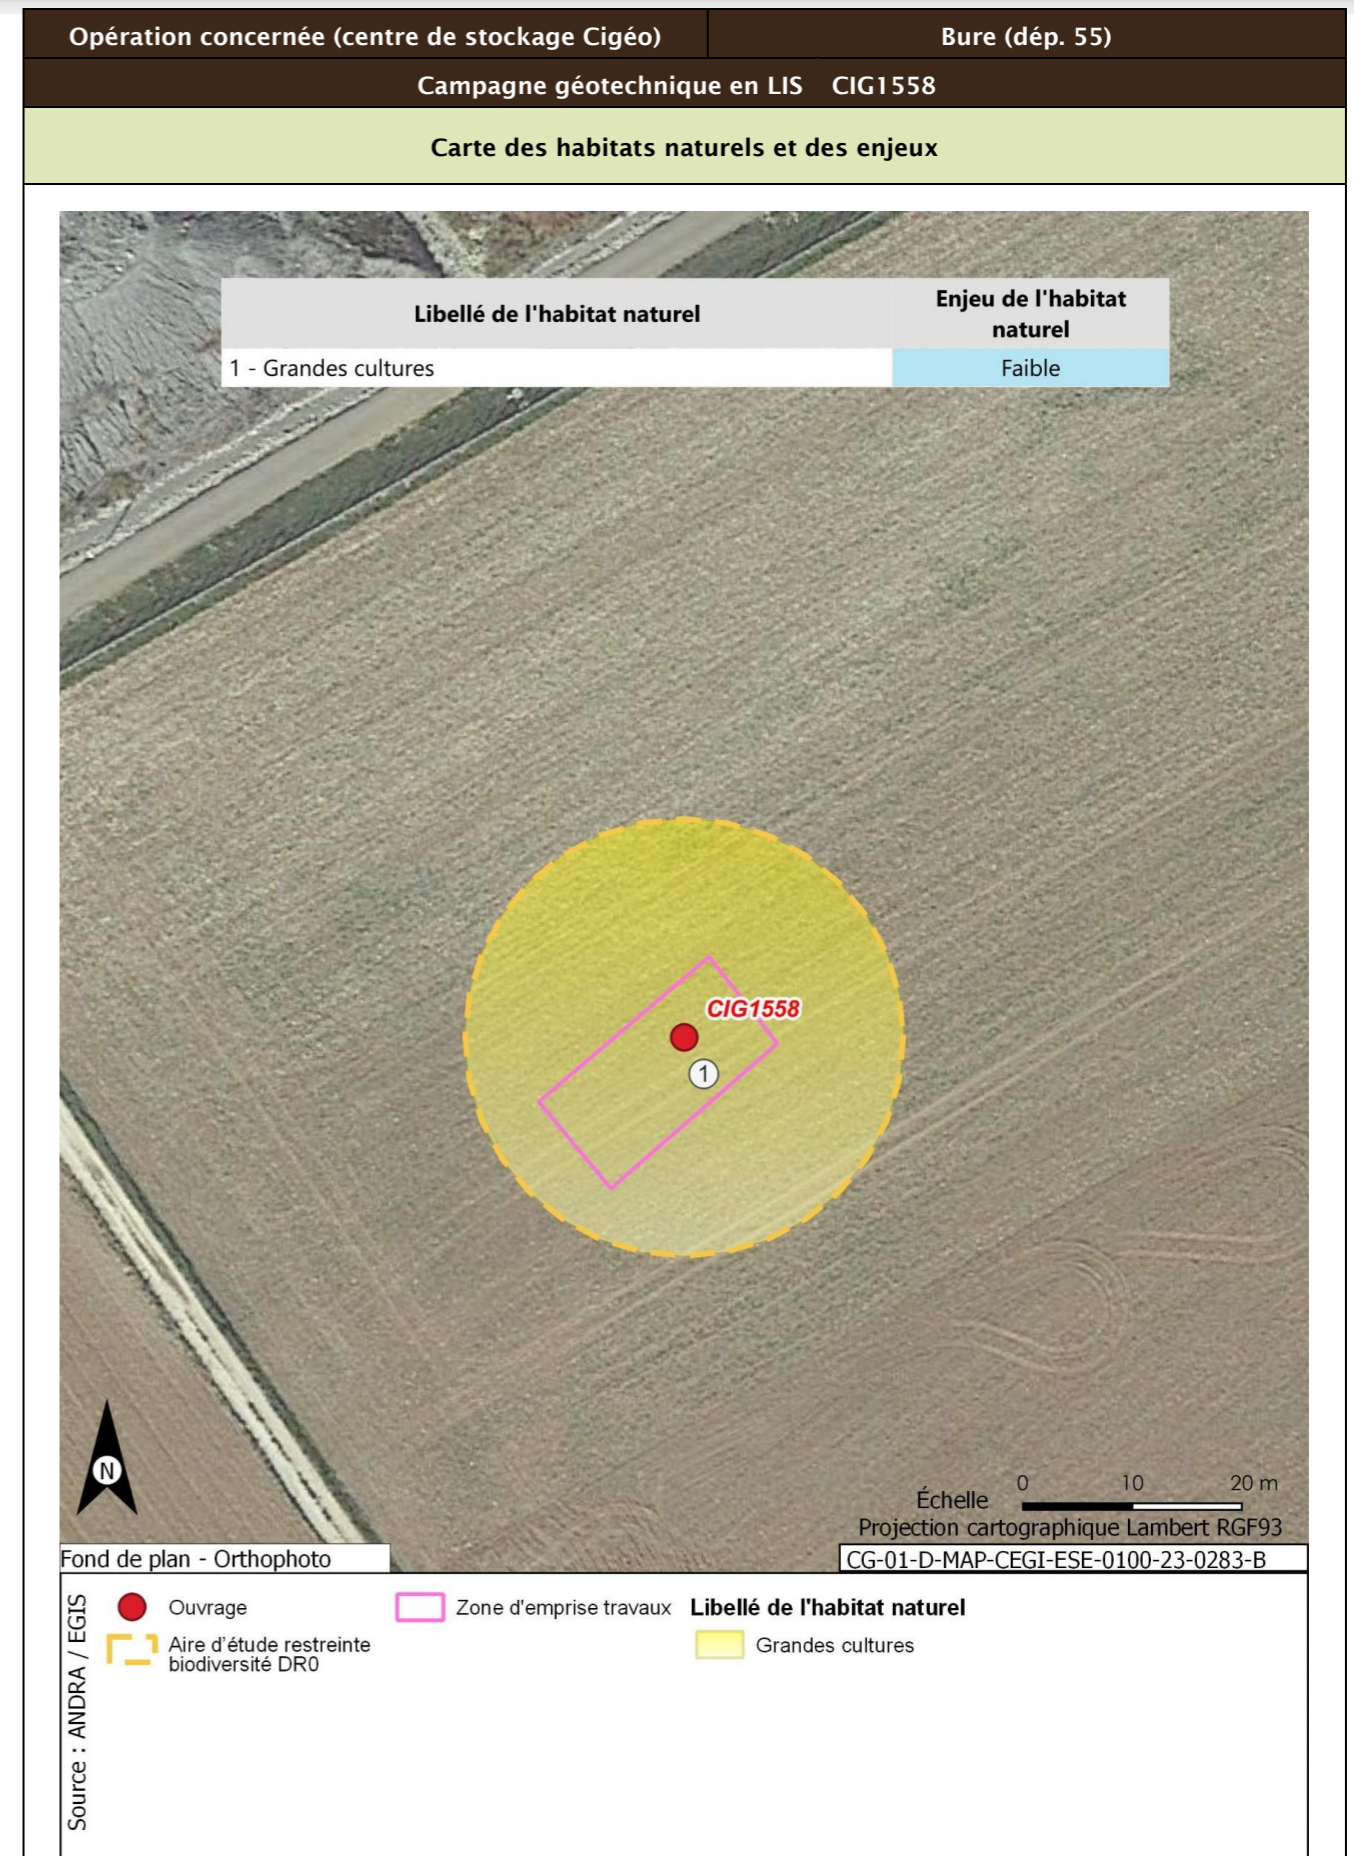 Opération concernée (centre de stockage Cigéo)
Bure (dép. 55)
Campagne géotechnique en LIS CIG1558
Carte des habitats naturels et des enjeux
Libellé de l'habitat naturel
Enjeu de l'habitat
naturel
1 - Grandes cultures
Faible
CIG1558
1
N
0 10 20 m
Échelle
Projection cartographique Lambert RGF93
Fond de plan - Orthophoto
CG-01-D-MAP-CEGI-ESE-0100-23-0283-B
Source : ANDRA / EGIS
Ouvrage
Zone d'emprise travaux
Libellé de l'habitat naturel
Aire d'étude restreinte
biodiversité DR0
Grandes cultures